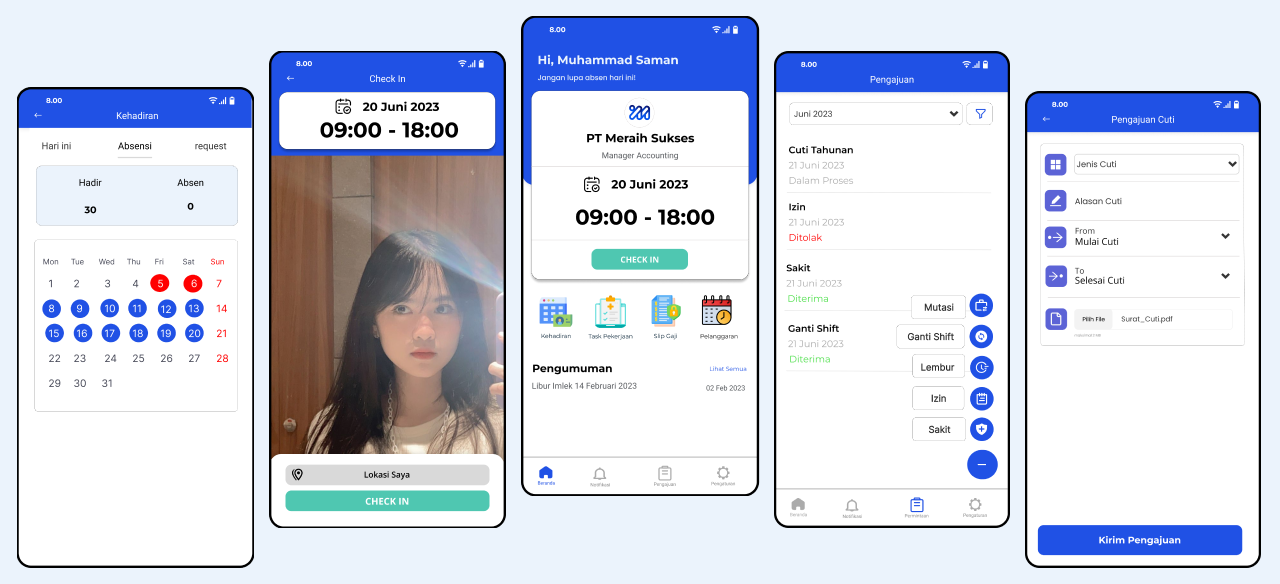 8.00
Kehadiran
Hari ini Absensi request
Hadir Absen
30 0
Mon Tue Wed Thu Fri Sat Sun
1 2 3 4 5 6 7
8 9 10 11 12 13 14
15 16 17 18 19 20 21
22 23 24 25 26 27 28
29 30 31
8.00
Check In
20 Juni 2023
09:00 - 18:00
Lokasi Saya
CHECK IN
8.00
Hi, Muhammad Saman
Jangan lupa absen hari ini!
PT Meraih Sukses
Manager Accounting
20 Juni 2023
09:00 - 18:00
CHECK IN
Kehadiran Task Pekerjaan Slip Gaji Pelanggaran
Pengumuman Lihat Semua
Libur Imlek 14 Februari 2023 02 Feb 2023
Beranda Notifikasi Pengajuan Pengaturan
8.00
Pengajuan
Juni 2023
Cuti Tahunan
21 Juni 2023
Dalam Proses
Izin
21 Juni 2023
Ditolak
Sakit
21 Juni 2023
Diterima
Ganti Shift
21 Juni 2023
Diterima
Mutasi
Ganti Shift
Lembur
Izin
Sakit
Beranda Notifikasi Permintaan Pengaturan
8.00
Pengajuan Cuti
Jenis Cuti
Alasan Cuti
From
Mulai Cuti
To
Selesai Cuti
Pilih File Surat_Cuti.pdf
Kirim Pengajuan